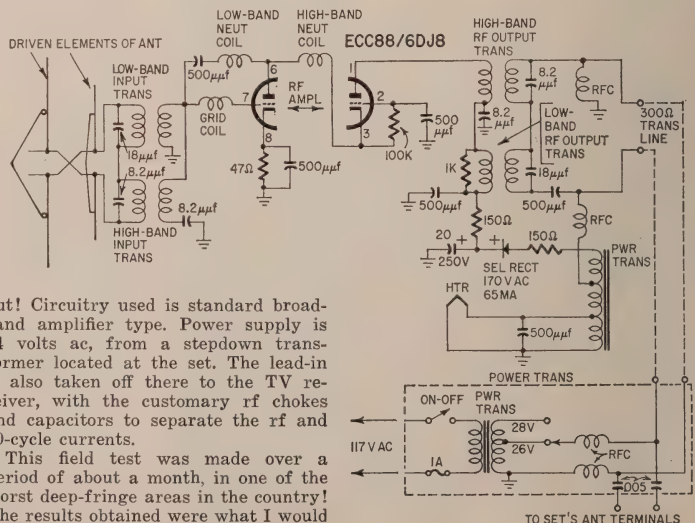 DRIVEN ELEMENTS OF ANT
LOW-BAND
INPUT
TRANS
18μμf
8.2μμf
HIGH-BAND
INPUT
TRANS
8.2μμf
500μμf
LOW-BAND
NEUT
COIL
GRID
COIL
HIGH-BAND
NEUT
COIL
6
7
8
RF
AMPL
47Ω
500μμf
ECC88/6DJ8
1
2
3
100K
500
μμf
HIGH-BAND
RF OUTPUT
TRANS
8.2
μμf
RFC
8.2
μμf
LOW-
BAND
RF OUTPUT
TRANS
300Ω
TRANS
LINE
1K
18μμf
500μμf
500μμf
150Ω
RFC
20
250V
+
+
150Ω
SEL RECT
170 V AC
65MA
PWR
TRANS
HTR
500μμf
POWER TRANS
ON-OFF
PWR
TRANS
28V
26V
117 V AC
1A
RFC
.005
TO SET'S ANT TERMINALS
ut! Circuitry used is standard broad-
and amplifier type. Power supply is
4 volts ac, from a stepdown trans-
ormer located at the set. The lead-in
also taken off there to the TV re-
eiver, with the customary rf chokes
nd capacitors to separate the rf and
0-cycle currents.
This field test was made over a
eriod of about a month, in one of the
orst deep-fringe areas in the country!
he results obtained were what I would